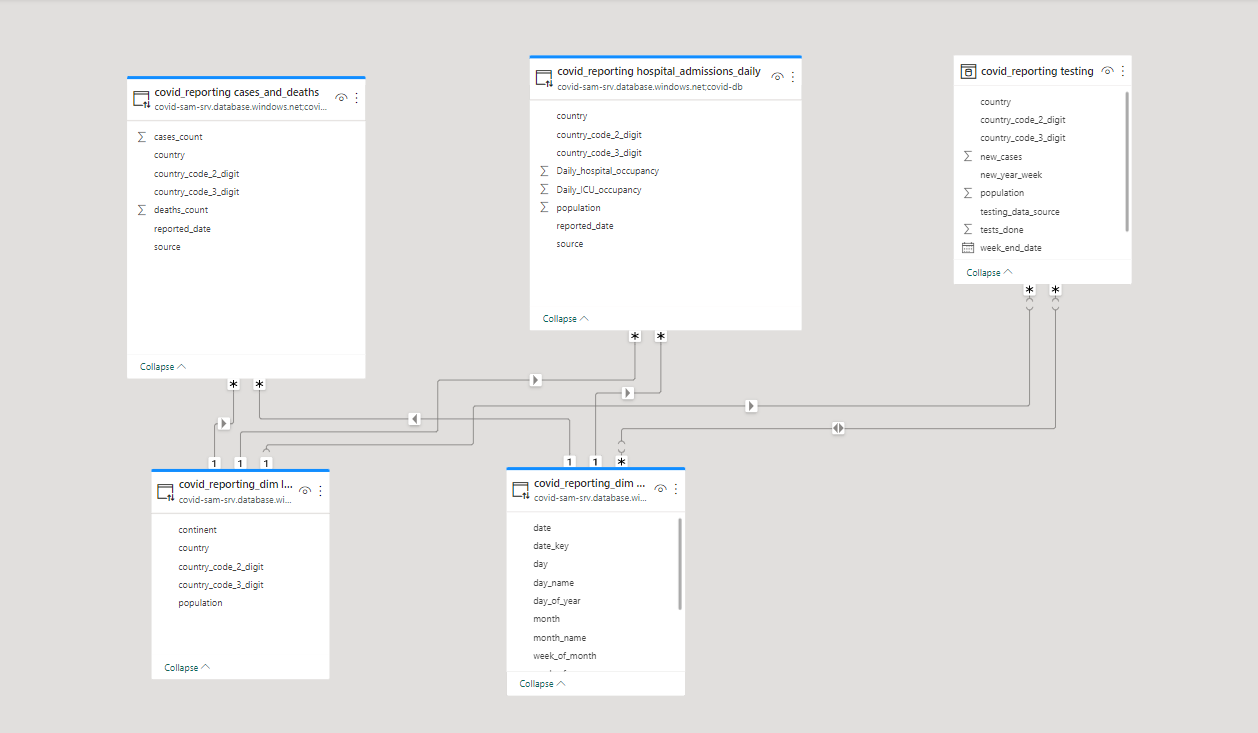 covid_reporting cases_and_deaths
covid-sam-srv.database.windows.net;covi...
cases_count
country
country_code_2_digit
country_code_3_digit
deaths_count
reported_date
source
Collapse
covid_reporting hospital_admissions_daily
covid-sam-srv.database.windows.net;covid-db
country
country_code_2_digit
country_code_3_digit
Daily_hospital_occupancy
Daily_ICU_occupancy
population
reported_date
source
Collapse
covid_reporting testing
country
country_code_2_digit
country_code_3_digit
new_cases
new_year_week
population
testing_data_source
tests_done
week_end_date
Collapse
* *
* *
* *
1 1 1
1 1 *
covid_reporting_dim l...
covid-sam-srv.database.wi...
continent
country
country_code_2_digit
country_code_3_digit
population
Collapse
covid_reporting_dim ...
covid-sam-srv.database.wi...
date
date_key
day
day_name
day_of_year
month
month_name
week_of_month
Collapse